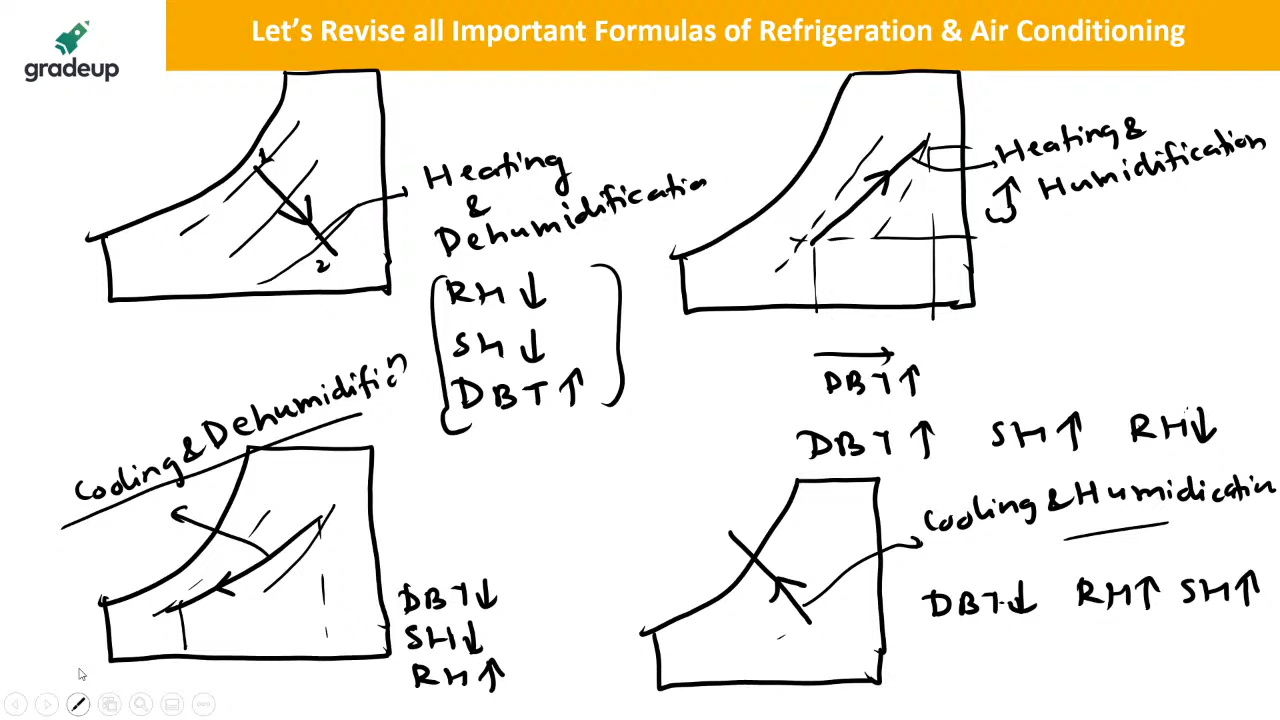 Let's Revise all Important Formulas of Refrigeration & Air Conditioning
gradeup
1
2
Heating
&
Dehumidification
RH ↓
SH ↓
DBT ↑
Heating &
Humidification
DBT ↑
DBT ↑ SH ↑ RH ↓
Cooling & Dehumidificn
DBT ↓
SH ↓
RH ↑
Cooling & Humidication
DBT ↓ RH ↑ SH ↑